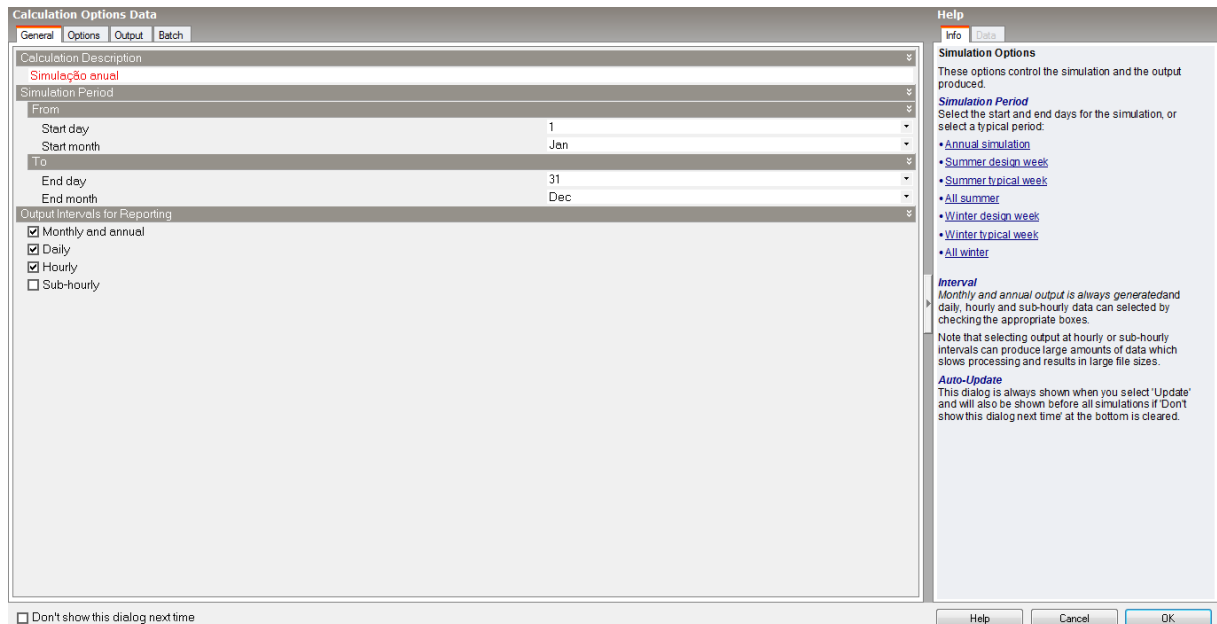 Calculation Options Data
General Options Output Batch
Calculation Description
Simulação anual
Simulation Period
From
Start day 1
Start month Jan
To
End day 31
End month Dec
Output Intervals for Reporting
Monthly and annual
Daily
Hourly
Sub-hourly
Don't show this dialog next time
Help
Info Data
Simulation Options
These options control the simulation and the output
produced.
Simulation Period
Select the start and end days for the simulation, or
select a typical period:
• Annual simulation
• Summer design week
• Summer typical week
• All summer
• Winter design week
• Winter typical week
• All winter
Interval
Monthly and annual output is always generatedand
daily, hourly and sub-hourly data can selected by
checking the appropriate boxes.
Note that selecting output at hourly or sub-hourly
intervals can produce large amounts of data which
slows processing and results in large file sizes.
Auto-Update
This dialog is always shown when you select 'Update'
and will also be shown before all simulations if 'Don't
show this dialog next time' at the bottom is cleared.
Help Cancel OK